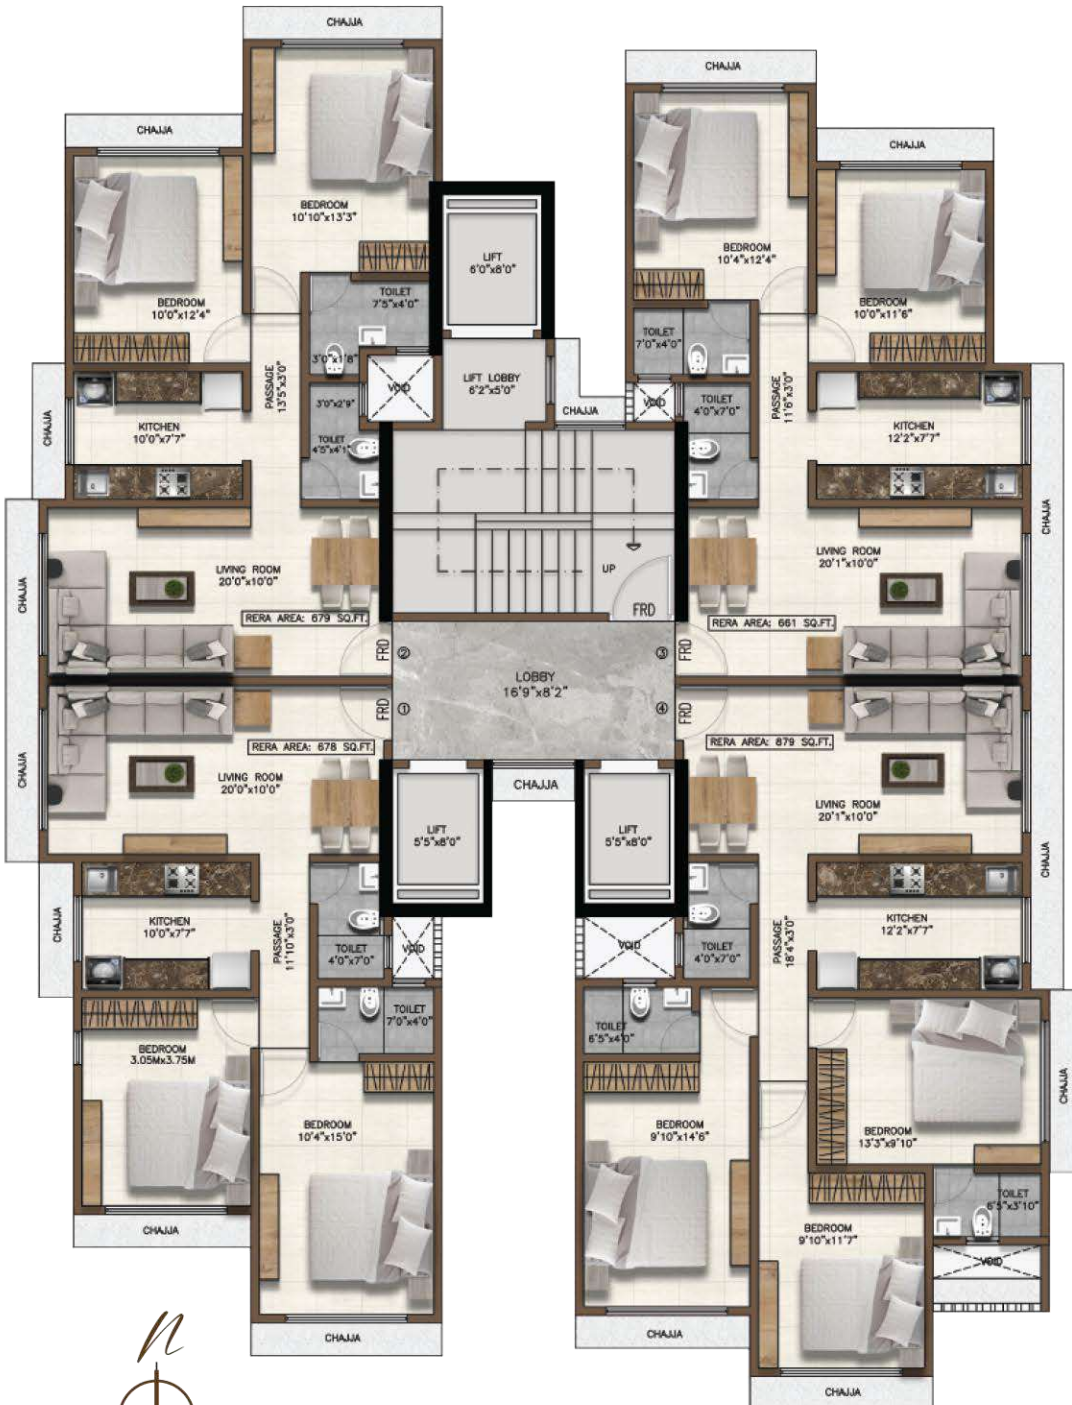 CHAJJA
CHAJJA
CHAJJA
CHAJJA
BEDROOM
10'10"x13'3"
BEDROOM
10'0"x12'4"
LIFT
6'0"x8'0"
BEDROOM
10'4"x12'4"
BEDROOM
10'0"x11'6"
TOILET
7'5"x4'0"
3'0"x1'8"
VOID
LIFT LOBBY
6'2"x5'0"
CHAJJA
TOILET
7'0"x4'0"
VOID
PASSAGE
13'5"x3'0"
PASSAGE
11'6"x3'0"
CHAJJA
KITCHEN
10'0"x7'7"
3'0"x2'9"
TOILET
4'5"x4'1"
TOILET
4'0"x7'0"
KITCHEN
12'2"x7'7"
CHAJJA
CHAJJA
LIVING ROOM
20'0"x10'0"
RERA AREA: 679 SQ.FT.
UP
FRD
LIVING ROOM
20'1"x10'0"
RERA AREA: 661 SQ.FT.
FRD
2
3
FRD
LOBBY
16'9"x8'2"
FRD
1
4
FRD
CHAJJA
RERA AREA: 678 SQ.FT.
LIVING ROOM
20'0"x10'0"
CHAJJA
RERA AREA: 879 SQ.FT.
LIVING ROOM
20'1"x10'0"
CHAJJA
LIFT
5'5"x8'0"
LIFT
5'5"x8'0"
CHAJJA
KITCHEN
10'0"x7'7"
PASSAGE
11'10"x3'0"
TOILET
4'0"x7'0"
VOID
VOID
TOILET
4'0"x7'0"
PASSAGE
18'4"x3'0"
KITCHEN
12'2"x7'7"
TOILET
7'0"x4'0"
TOILET
6'5"x4'0"
BEDROOM
3.05Mx3.75M
BEDROOM
10'4"x15'0"
BEDROOM
9'10"x14'6"
BEDROOM
13'3"x9'10"
CHAJJA
TOILET
6'5"x3'10"
BEDROOM
9'10"x11'7"
VOID
CHAJJA
CHAJJA
CHAJJA
CHAJJA
n